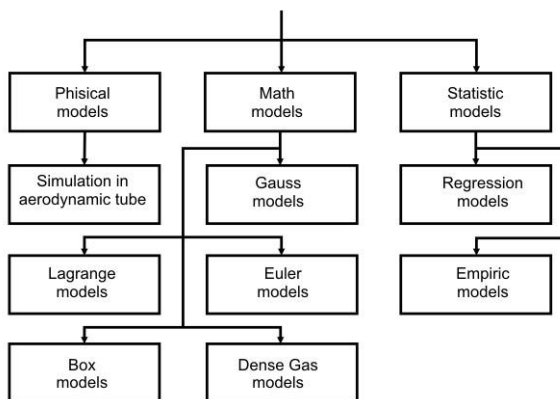 Phisical
models
Math
models
Statistic
models
Simulation in
aerodynamic tube
Gauss
models
Regression
models
Lagrange
models
Euler
models
Empiric
models
Box
models
Dense Gas
models